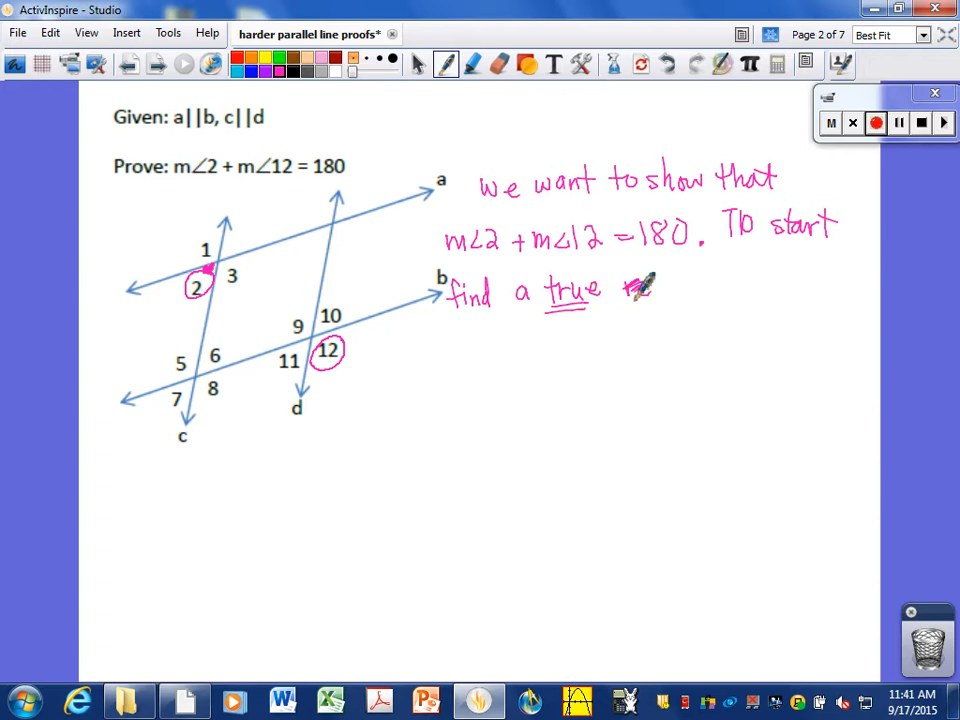 ActivInspire - Studio
File Edit View Insert Tools Help
harder parallel line proofs*
Page 2 of 7
Best Fit
M
Given: a||b, c||d
Prove: m∠2 + m∠12 = 180
a
1
3
2
b
9 10
11 12
5 6
7 8
d
c
we want to show that
m∠2 + m∠12 = 180. To start
find a true
11:41 AM
9/17/2015